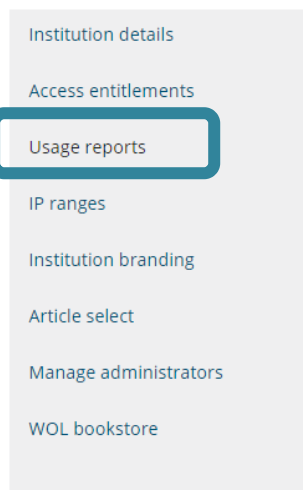 Institution details
Access entitlements
Usage reports
IP ranges
Institution branding
Article select
Manage administrators
WOL bookstore